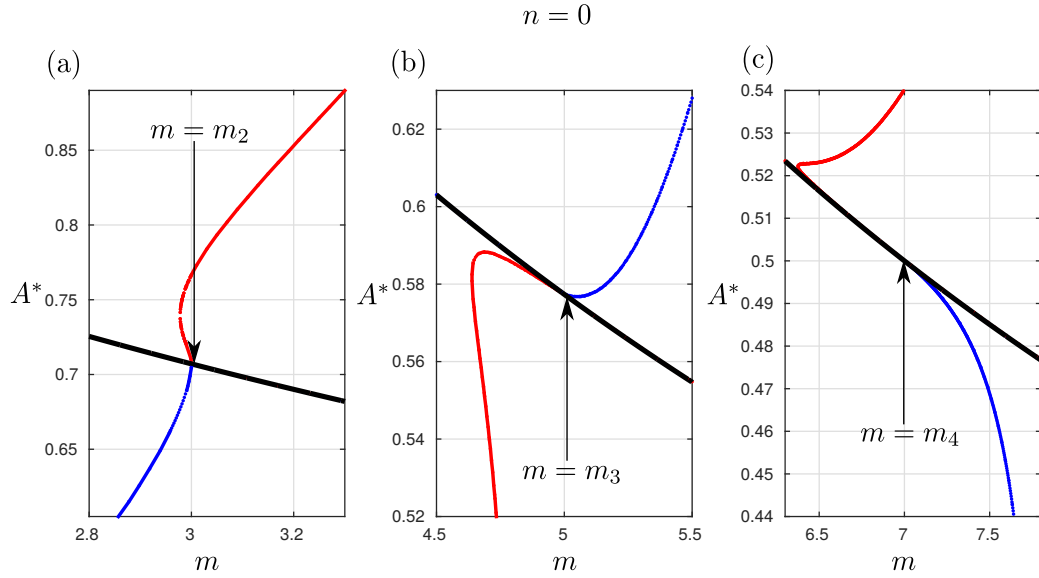 n = 0
(a)
(b)
(c)
m = m₂
0.85
0.8
0.75
0.7
0.65
A*
2.8
3
3.2
m
0.62
0.6
0.58
0.56
0.54
0.52
A*
m = m₃
4.5
5
5.5
m
0.54
0.53
0.52
0.51
0.5
0.49
0.48
0.47
0.46
0.45
0.44
A*
m = m₄
6.5
7
7.5
m